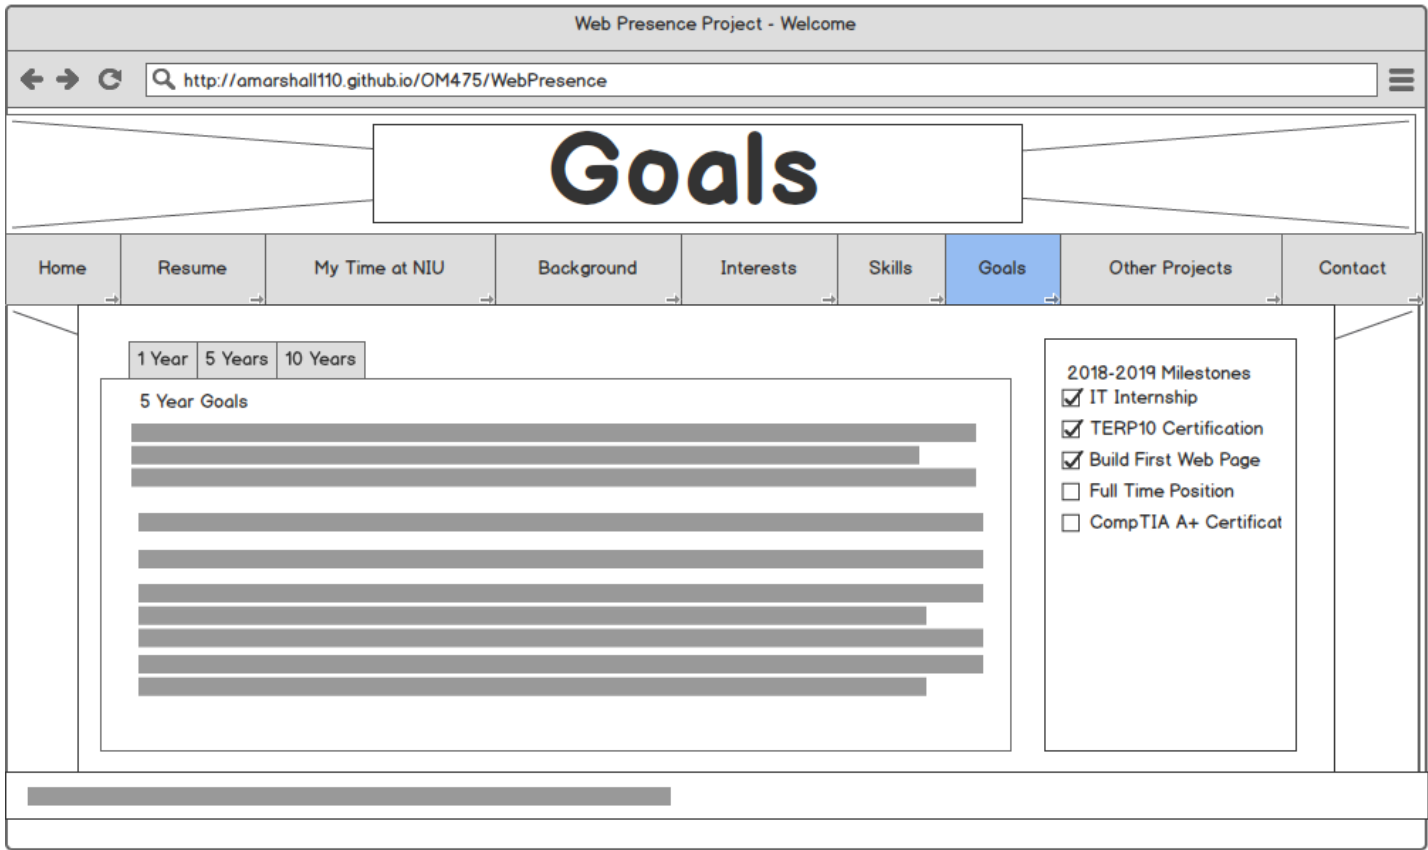 Web Presence Project - Welcome
http://amarshall110.github.io/OM475/WebPresence
Goals
Home Resume My Time at NIU Background Interests Skills Goals Other Projects Contact
1 Year 5 Years 10 Years
5 Year Goals
2018-2019 Milestones
IT Internship
TERP10 Certification
Build First Web Page
Full Time Position
CompTIA A+ Certificat